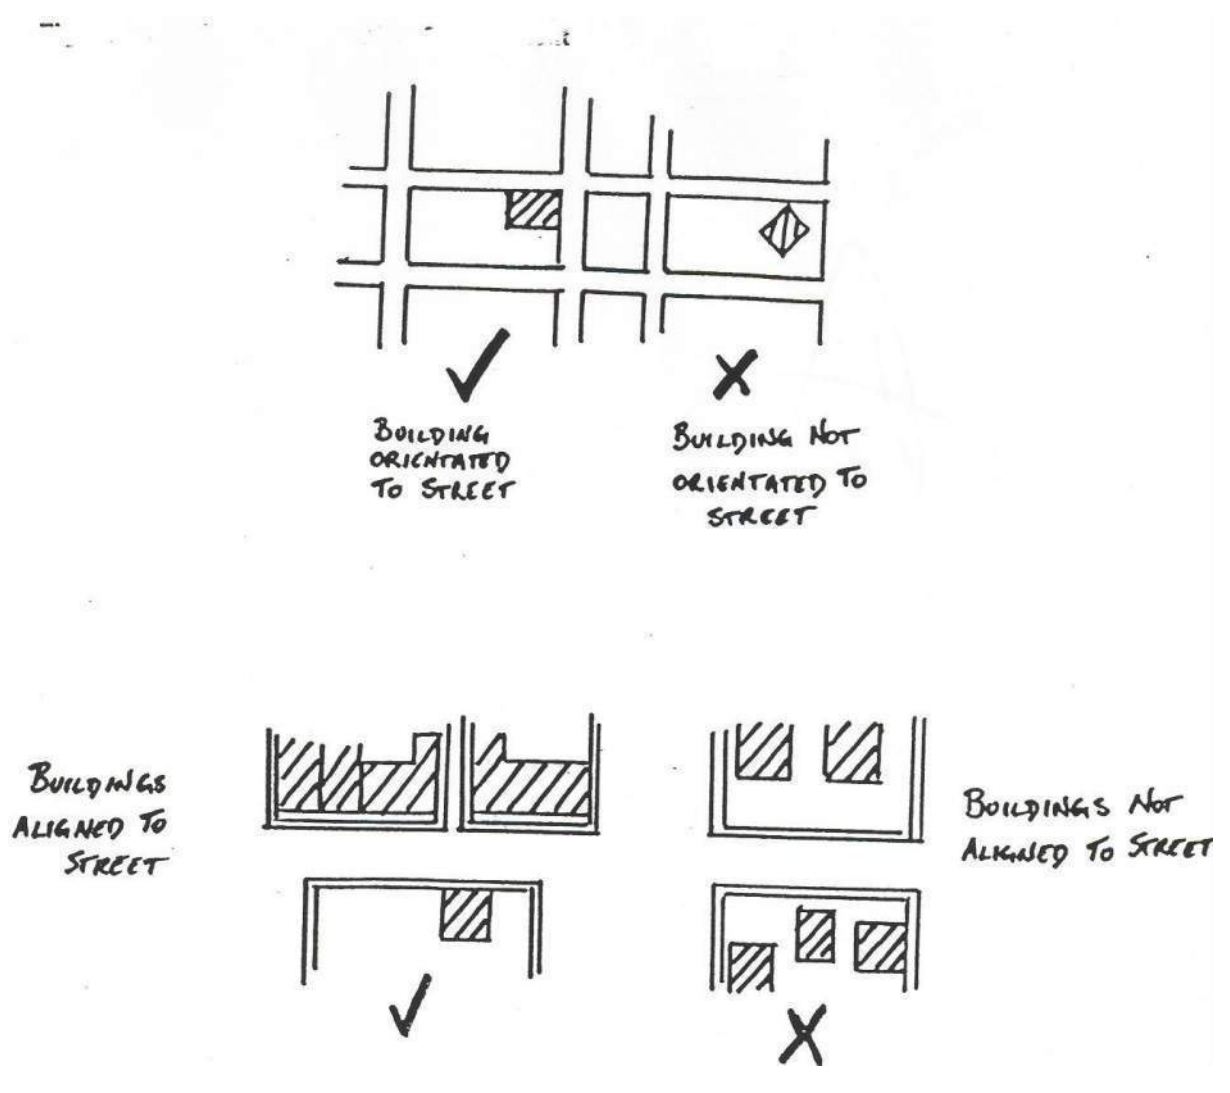 BUILDING
ORIENTATED
TO STREET
BUILDING NOT
ORIENTATED TO
STREET
BUILDINGS
ALIGNED TO
STREET
BUILDINGS NOT
ALIGNED TO STREET